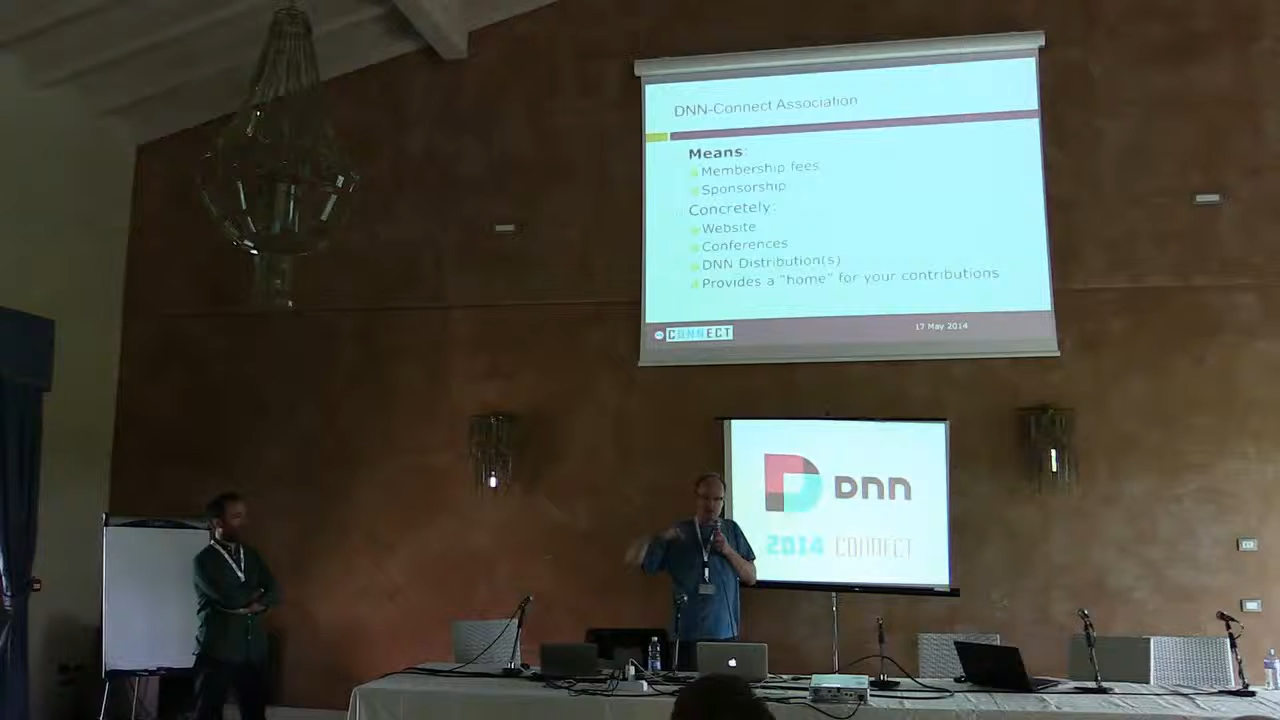 DNN-Connect Association
Means:
Membership fees
Sponsorship
Concretely:
Website
Conferences
DNN Distribution(s)
Provides a "home" for your contributions
CONNECT
17 May 2014
DNN
2014 CONNECT